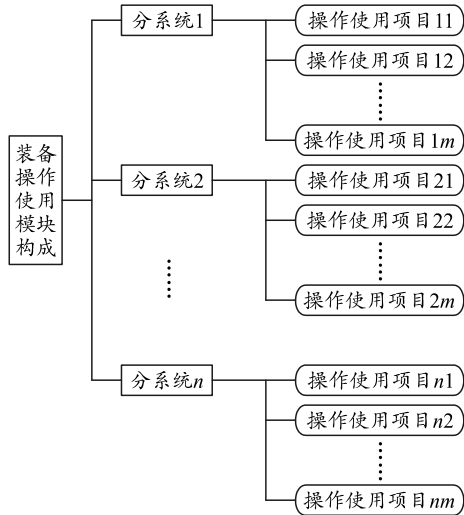 装备
操作
使用
模块
构成
分系统1
操作使用项目11
操作使用项目12
操作使用项目1m
分系统2
操作使用项目21
操作使用项目22
操作使用项目2m
分系统n
操作使用项目n1
操作使用项目n2
操作使用项目nm